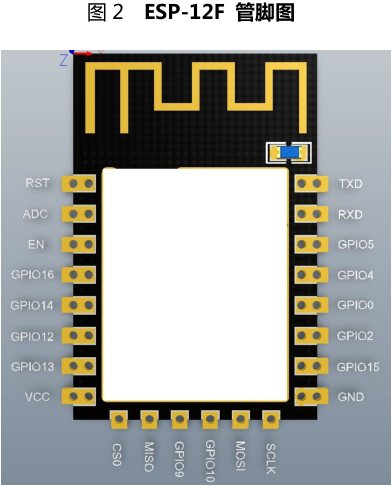 图2 ESP-12F 管脚图
Z
RST TXD
ADC RXD
EN GPIO5
GPIO16 GPIO4
GPIO14 GPIO0
GPIO12 GPIO2
GPIO13 GPIO15
VCC GND
CS0 MISO GPIO9 GPIO10 MOSI SCLK